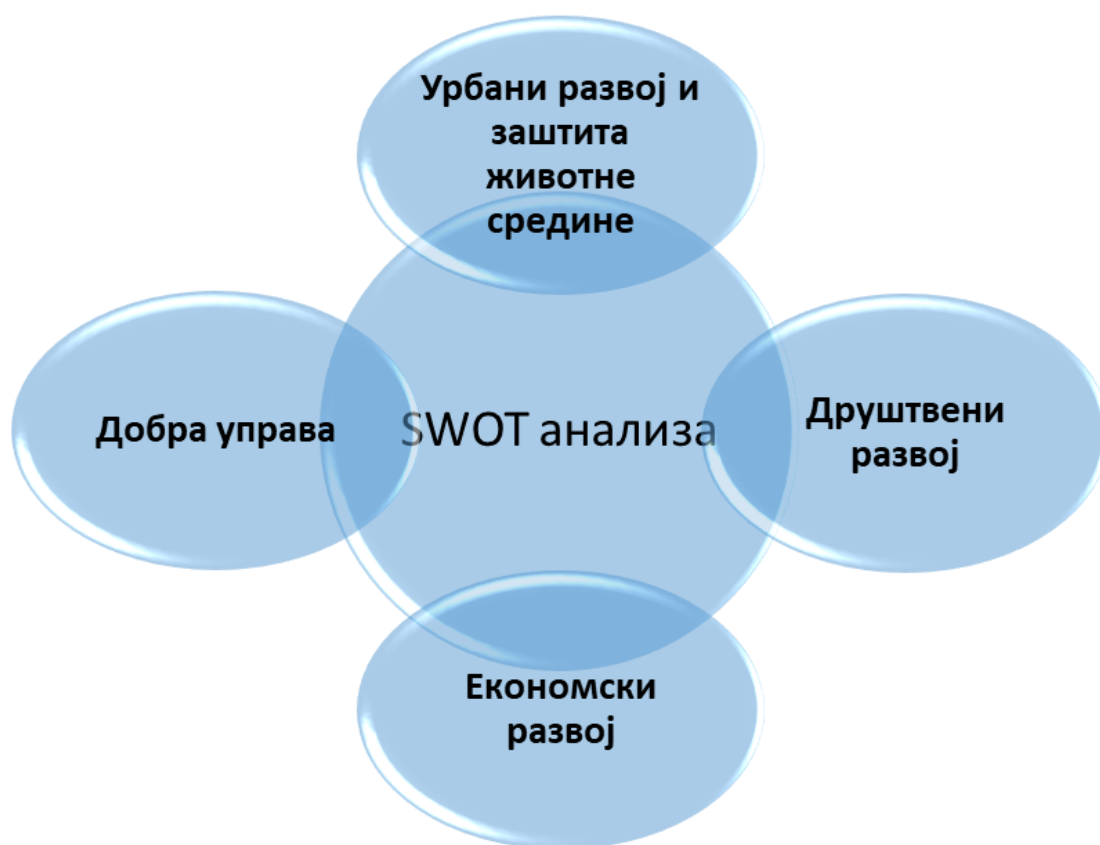 Урбани развој и
заштита
животне
средине
Добра управа
SWOT анализа
Друштвени
развој
Економски
развој